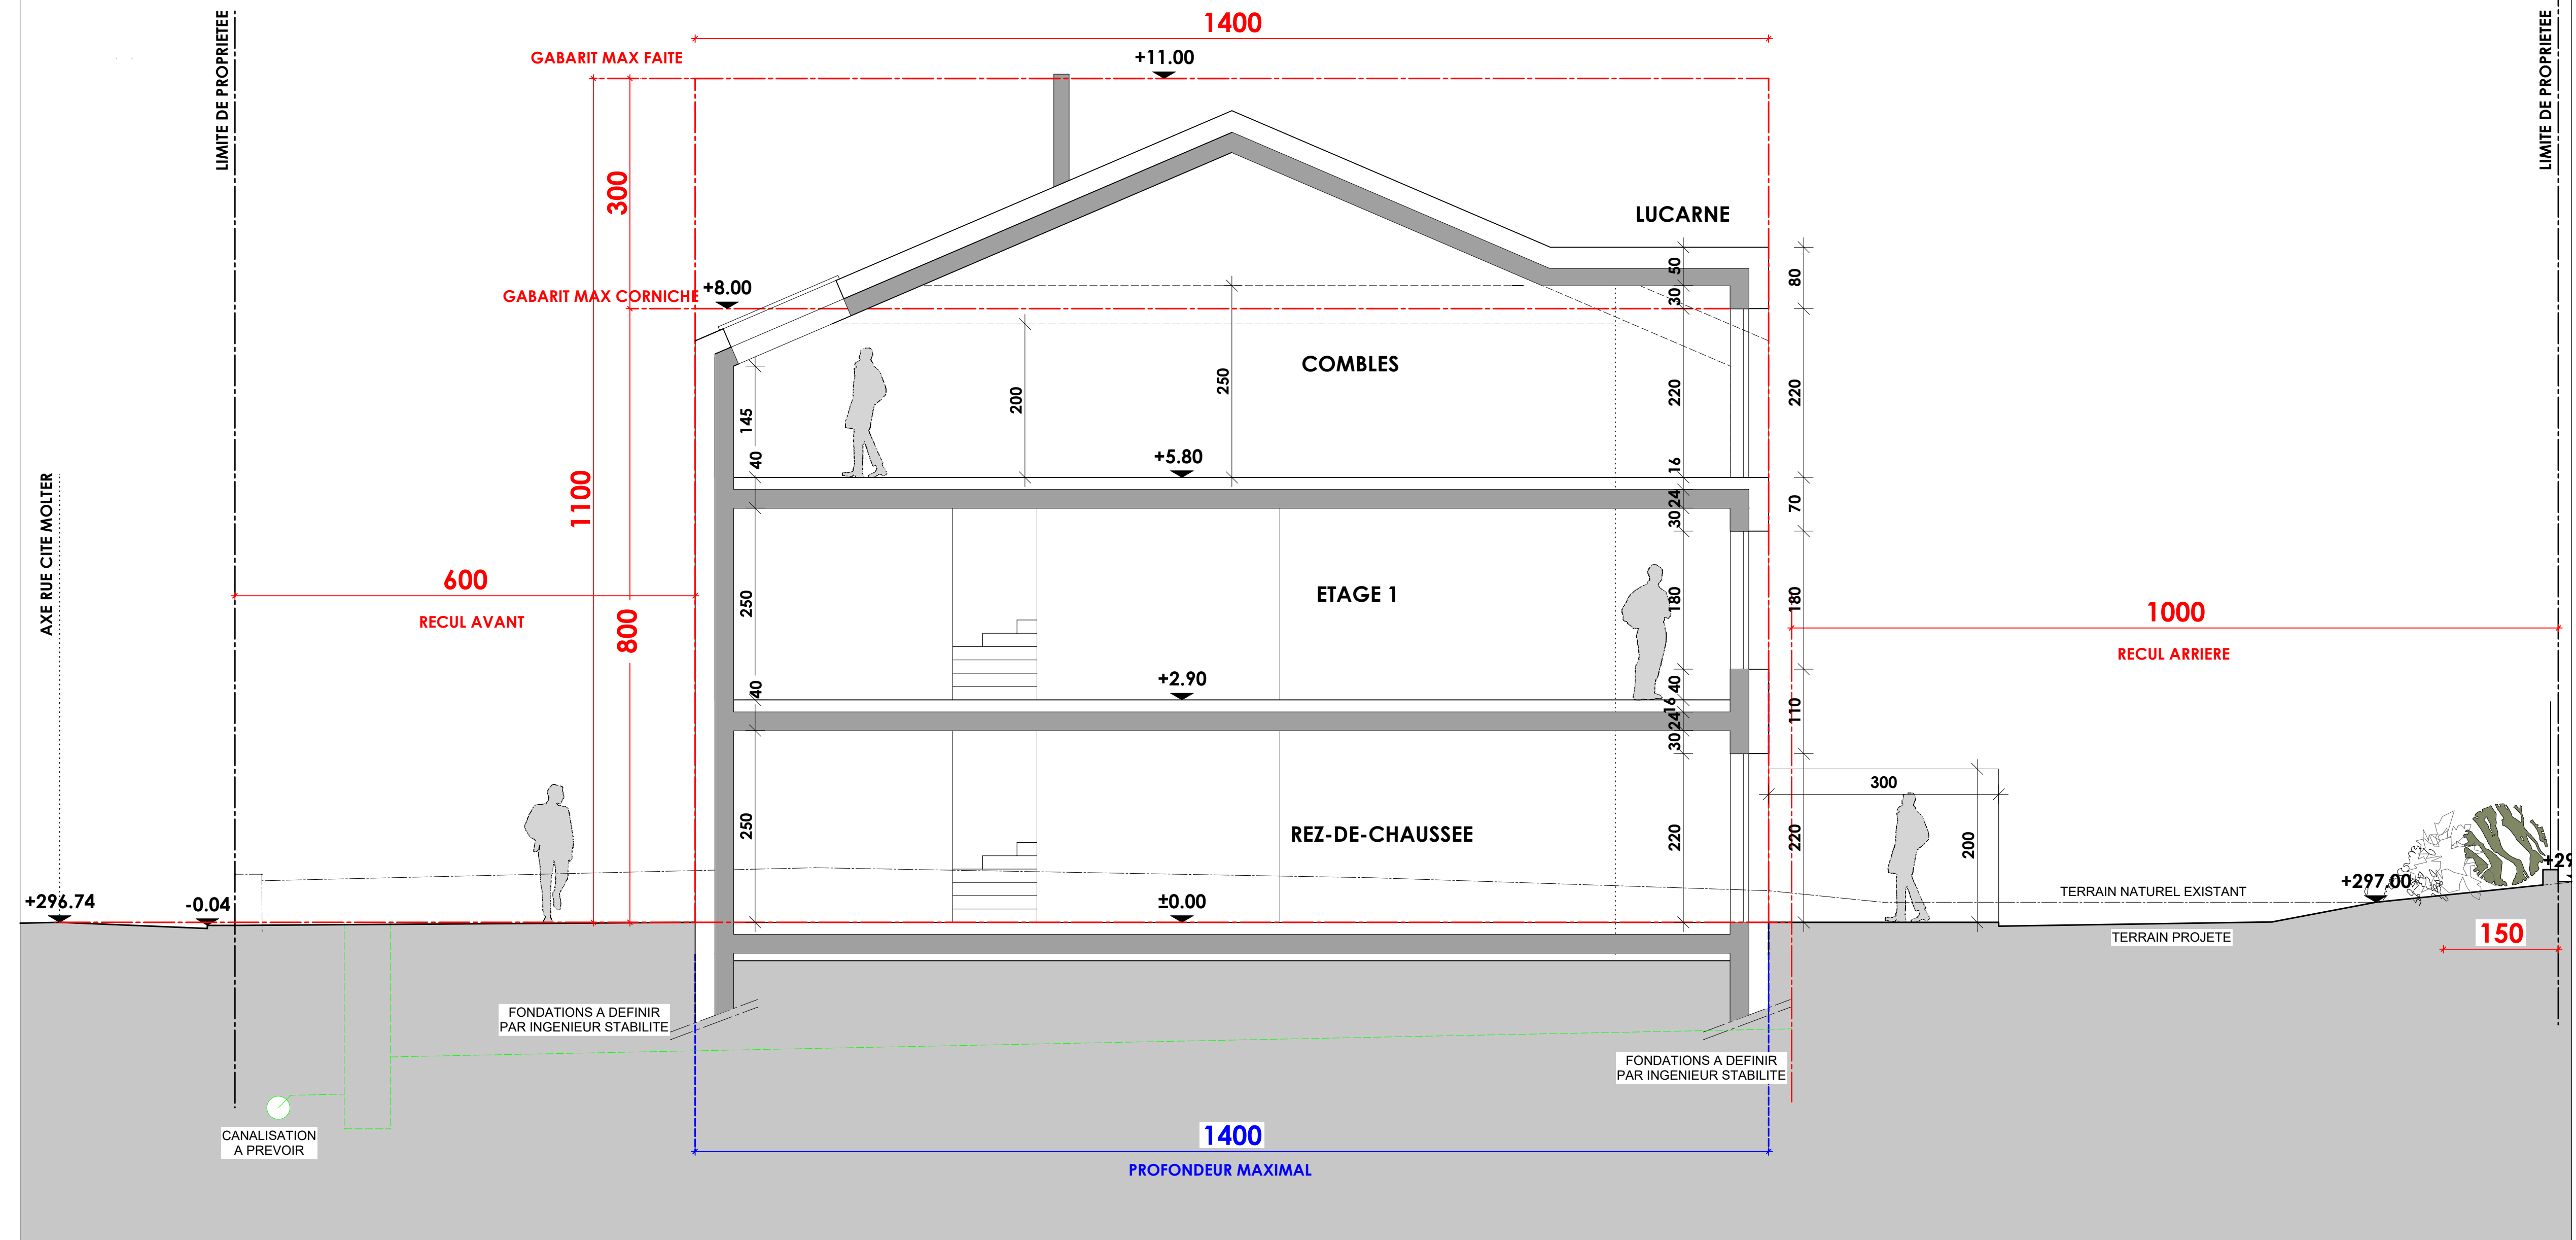 1400
LIMITE DE PROPRIETEE
GABARIT MAX FAITE
+11.00
LIMITE DE PROPRIETEE
300
LUCARNE
50
80
+8.00
GABARIT MAX CORNICHE
30
COMBLES
200
250
220
220
145
40
+5.80
16
24
30
70
AXE RUE CITE MOLTER
1100
600
RECUL AVANT
800
250
ETAGE 1
180
180
1000
RECUL ARRIERE
40
+2.90
40
16
24
30
110
300
250
REZ-DE-CHAUSSEE
220
220
200
+296.74
-0.04
±0.00
TERRAIN NATUREL EXISTANT
+297.00
+29
TERRAIN PROJETE
150
FONDATIONS A DEFINIR
PAR INGENIEUR STABILITE
FONDATIONS A DEFINIR
PAR INGENIEUR STABILITE
CANALISATION
A PREVOIR
1400
PROFONDEUR MAXIMAL